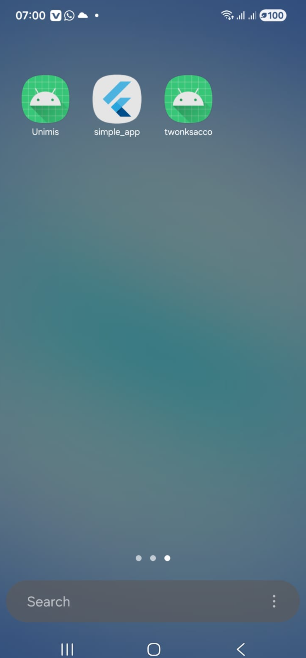 07:00
100
Unimis
simple_app
twonksacco
Search